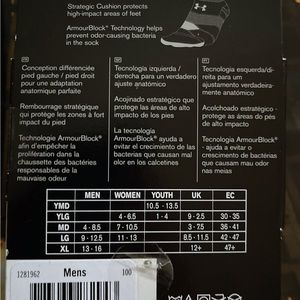 Strategic Cushion protects
high-impact areas of feet
ArmourBlock® Technology helps
prevent odor-causing bacteria
in the sock
FR
Conception différenciée
pied gauche / pied droit
pour une adaptation
anatomique parfaite
Rembourrage stratégique
qui protège les zones à fort
impact du pied
Technologie ArmourBlock®
afin d'empêcher la
prolifération dans la
chaussette des bactéries
responsables de la
mauvaise odeur
ES
Tecnología izquierda /
derecha para un verdadero
ajuste anatómico
Acojinado estratégico que
protege las áreas de alto
impacto de los pies
La tecnología
ArmourBlock® ayuda a
evitar el crecimiento de las
bacterias que causan mal
olor en los calcetines
PT
Tecnologia esquerda/di-
reita para um
ajustamento anatómico
Acolchoado estratégico -
protege as áreas do pés
de alto impacto
A tecnologia
ArmourBlock® ajuda a
evitar o crescimento de
bactérias que causam
odor nas meias
MEN WOMEN YOUTH UK EC
YMD 10.5 - 13.5
YLG 4 - 6.5 1 - 4 9 - 2.5 30 - 35
MD 4 - 8.5 7 - 10.5 3 - 7.5 36 - 41
LG 9 - 12.5 11 - 13 8.5 - 11.5 42 - 47
XL 13 - 16 12+ 47+
1281962 Mens 100